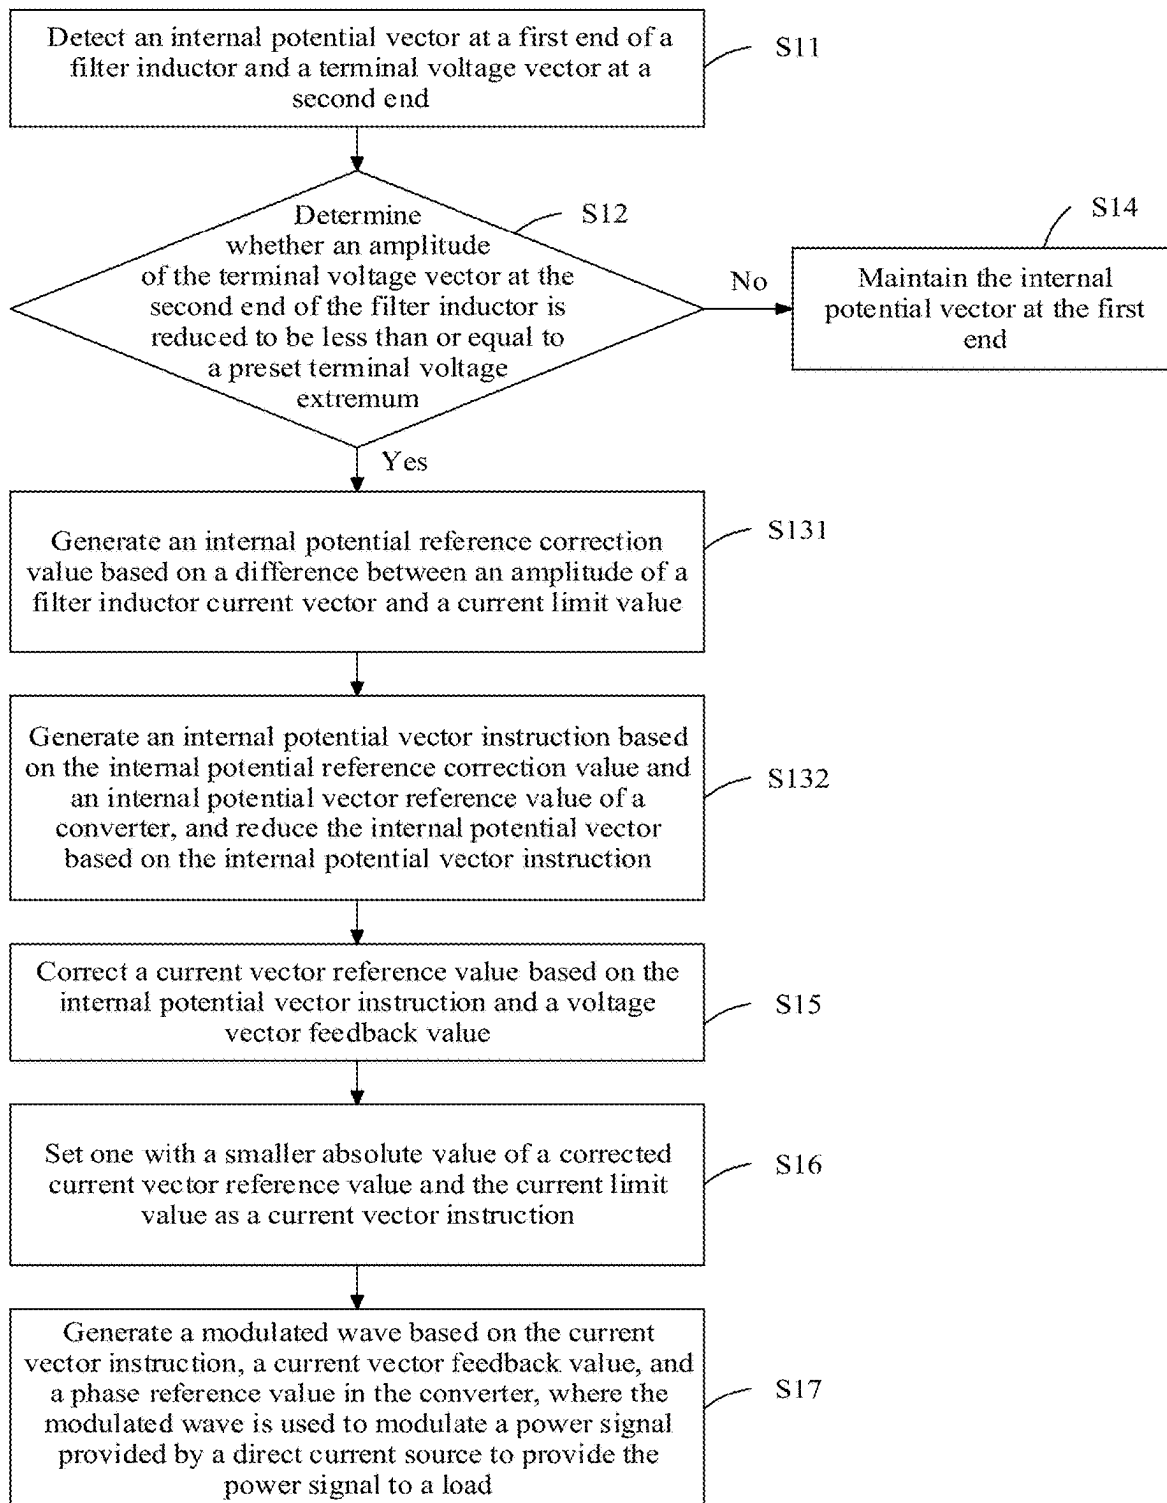 Detect an internal potential vector at a first end of a
filter inductor and a terminal voltage vector at a
second end
S11
Determine
whether an amplitude
of the terminal voltage vector at the
second end of the filter inductor is
reduced to be less than or equal to
a preset terminal voltage
extremum
S12
No
S14
Maintain the internal
potential vector at the first
end
Yes
Generate an internal potential reference correction
value based on a difference between an amplitude of a
filter inductor current vector and a current limit value
S131
Generate an internal potential vector instruction based
on the internal potential reference correction value and
an internal potential vector reference value of a
converter, and reduce the internal potential vector
based on the internal potential vector instruction
S132
Correct a current vector reference value based on the
internal potential vector instruction and a voltage
vector feedback value
S15
Set one with a smaller absolute value of a corrected
current vector reference value and the current limit
value as a current vector instruction
S16
Generate a modulated wave based on the current
vector instruction, a current vector feedback value, and
a phase reference value in the converter, where the
modulated wave is used to modulate a power signal
provided by a direct current source to provide the
power signal to a load
S17